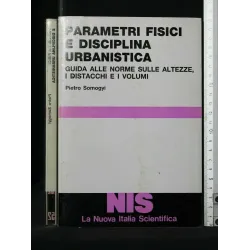 PARAMETRI FISICI
E DISCIPLINA
URBANISTICA
GUIDA ALLE NORME SULLE ALTEZZE,
I DISTACCHI E I VOLUMI
Pietro Somogyi
NIS
La Nuova Italia Scientifica